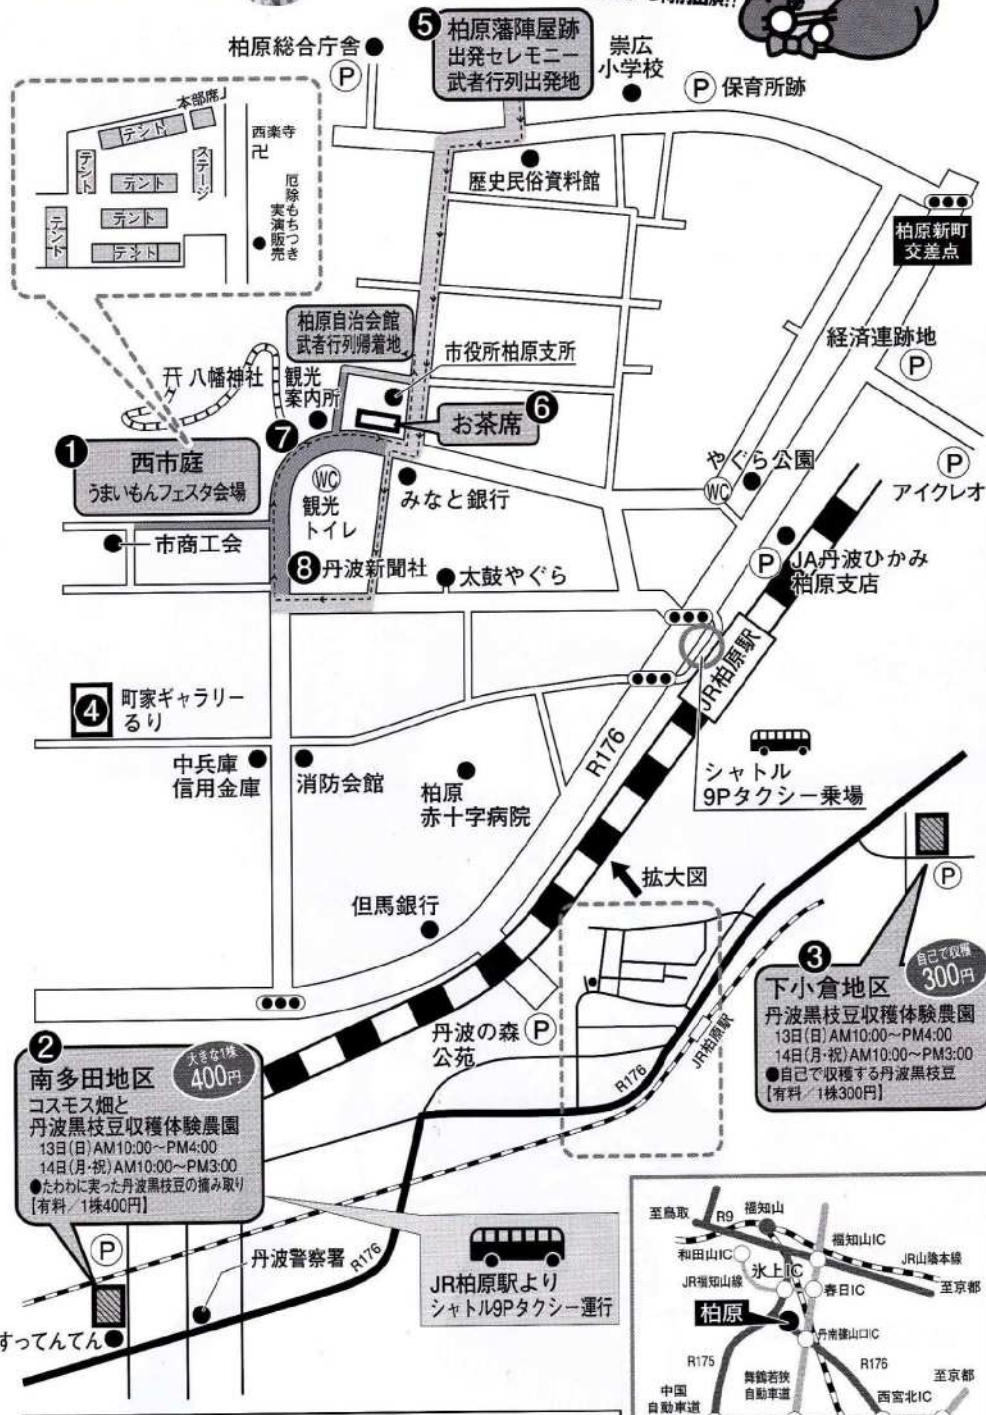 柏原総合庁舎
P
❺
柏原藩陣屋跡
出発セレモニー
武者行列出発地
崇広
小学校
P 保育所跡
本部席
テント
テント
ステージ
テント
テント
テント
テント
西楽寺
卍
厄除もちつき
実演販売
歴史民俗資料館
柏原新町
交差点
柏原自治会館
武者行列帰着地
市役所柏原支所
経済連跡地
P
八幡神社
観光
案内所
❻
お茶席
❼
❶
西市庭
うまいもんフェスタ会場
WC
観光
トイレ
みなと銀行
やぐら公園
WC
P
アイクレオ
市商工会
❽丹波新聞社
太鼓やぐら
P
JA丹波ひかみ
柏原支店
JR柏原駅
❹
町家ギャラリー
るり
R176
中兵庫
信用金庫
消防会館
柏原
赤十字病院
シャトル
9Pタクシー乗場
P
拡大図
但馬銀行
❸
下小倉地区
自己で収穫
300円
丹波黒枝豆収穫体験農園
13日(日)AM10:00〜PM4:00
14日(月・祝)AM10:00〜PM3:00
●自己で収穫する丹波黒枝豆
【有料/1株300円】
丹波の森
公苑
P
JR柏原駅
R176
❷
南多田地区
大きな1株
400円
コスモス畑と
丹波黒枝豆収穫体験農園
13日(日)AM10:00〜PM4:00
14日(月・祝)AM10:00〜PM3:00
●たわわに実った丹波黒枝豆の摘み取り
【有料/1株400円】
P
丹波警察署
R176
JR柏原駅より
シャトル9Pタクシー運行
すってんてん
至鳥取
R9
福知山
福知山IC
和田山IC
JR山陰本線
氷上IC
JR福知山線
春日IC
至京都
柏原
丹南篠山口IC
R175
舞鶴若狭
自動車道
R176
至京都
中国
自動車道
西宮北IC